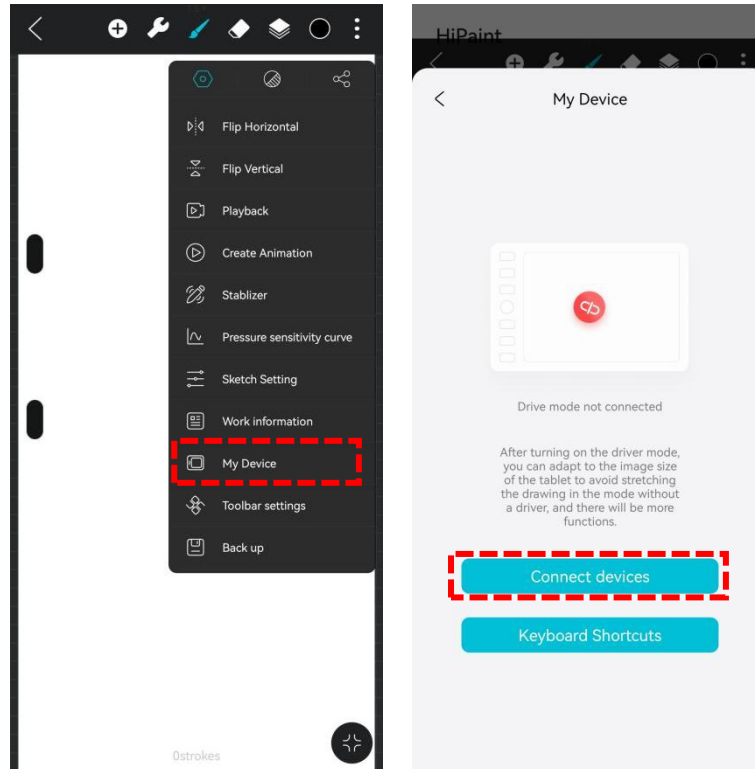 Flip Horizontal
Flip Vertical
Playback
Create Animation
Stablizer
Pressure sensitivity curve
Sketch Setting
Work information
My Device
Toolbar settings
Back up
0strokes
HiPaint
My Device
Drive mode not connected
After turning on the driver mode,
you can adapt to the image size
of the tablet to avoid stretching
the drawing in the mode without
a driver, and there will be more
functions.
Connect devices
Keyboard Shortcuts